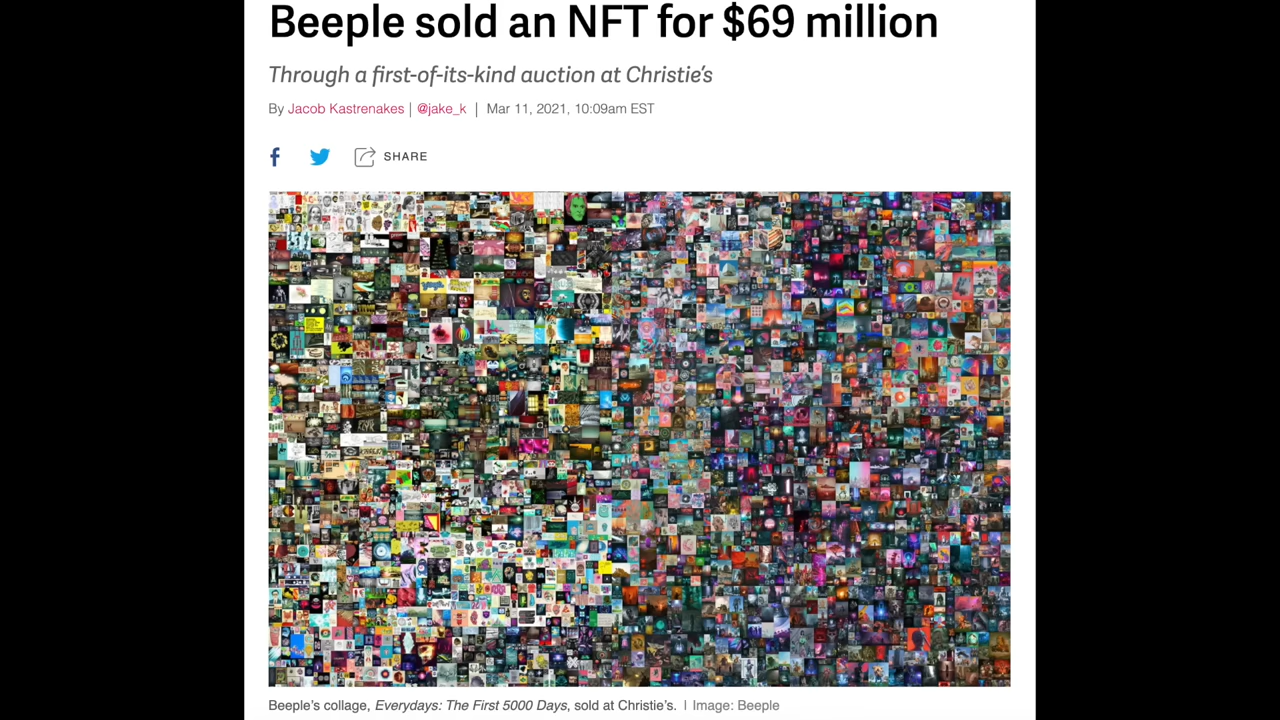 Beeple sold an NFT for $69 million
Through a first-of-its-kind auction at Christie's
By Jacob Kastrenakes | @jake_k | Mar 11, 2021, 10:09am EST
SHARE
Beeple's collage, Everydays: The First 5000 Days, sold at Christie's. | Image: Beeple